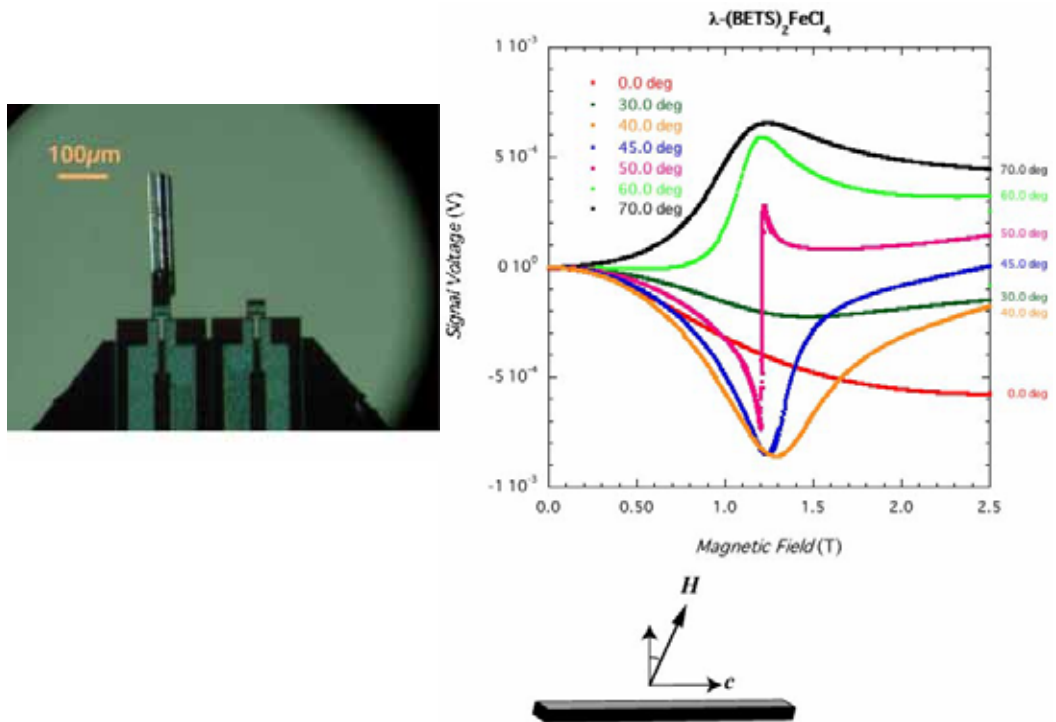 100µm
λ-(BETS)₂FeCl₄
1 10⁻³
5 10⁻⁴
0 10⁰
-5 10⁻⁴
-1 10⁻³
Signal Voltage (V)
0.0 deg
30.0 deg
40.0 deg
45.0 deg
50.0 deg
60.0 deg
70.0 deg
70.0 deg
60.0 deg
50.0 deg
45.0 deg
30.0 deg
40.0 deg
0.0 deg
0.0 0.50 1.0 1.5 2.0 2.5
Magnetic Field (T)
H
c